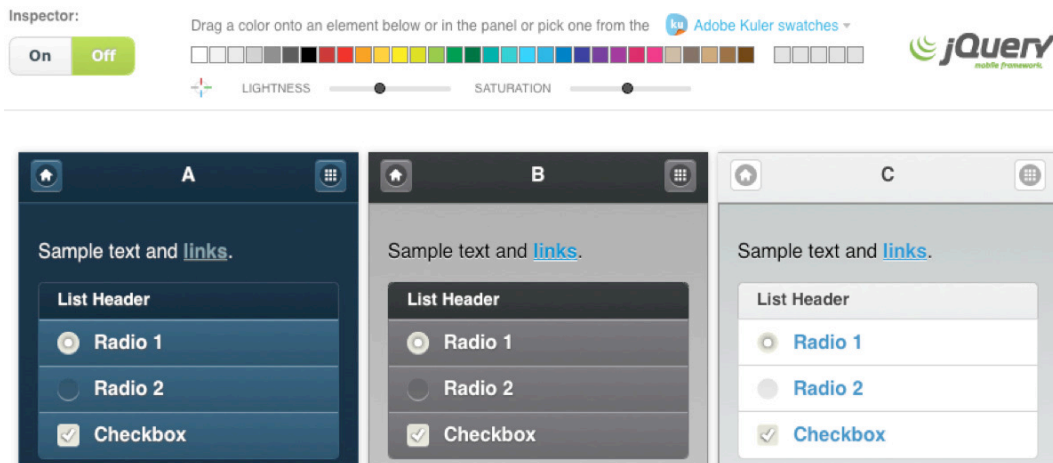 Inspector:
Drag a color onto an element below or in the panel or pick one from the ku Adobe Kuler swatches
On Off
jQuery
mobile framework.
LIGHTNESS SATURATION
A
Sample text and links.
List Header
Radio 1
Radio 2
Checkbox
B
Sample text and links.
List Header
Radio 1
Radio 2
Checkbox
C
Sample text and links.
List Header
Radio 1
Radio 2
Checkbox